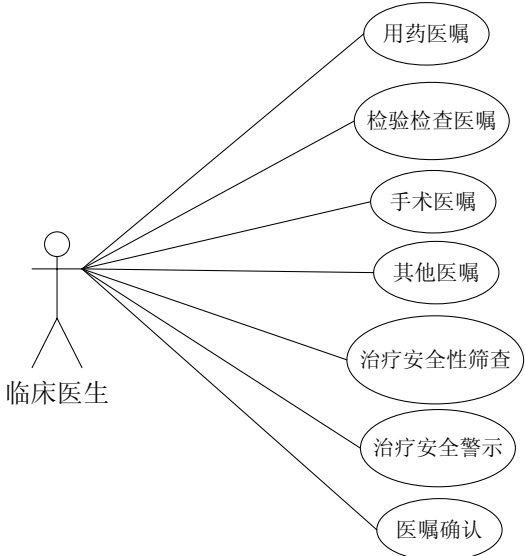 用药医嘱
检验检查医嘱
手术医嘱
其他医嘱
治疗安全性筛查
临床医生
治疗安全警示
医嘱确认